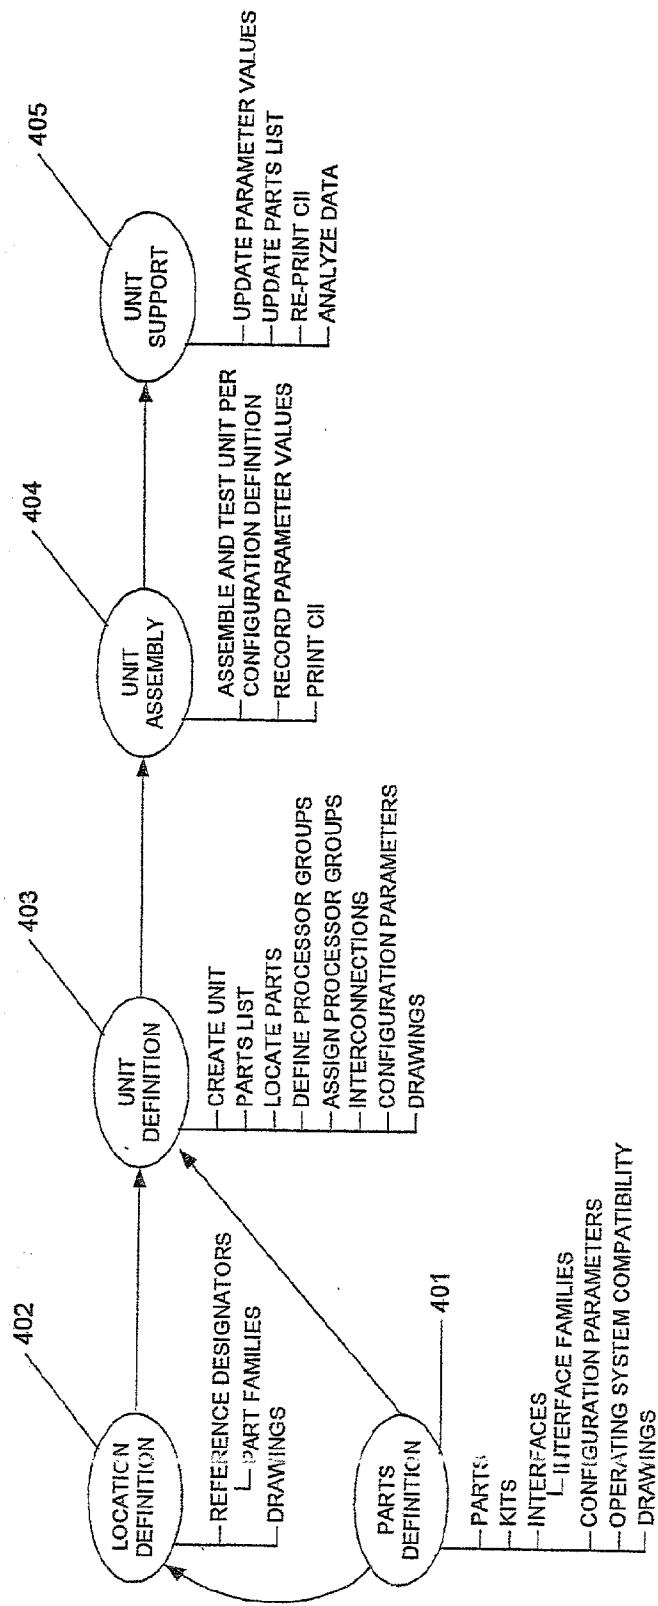 402
LOCATION
DEFINITION
REFERENCE DESIGNATORS
PART FAMILIES
DRAWINGS
PARTS
DEFINITION
401
PARTS
KITS
INTERFACES
INTERFACE FAMILIES
CONFIGURATION PARAMETERS
OPERATING SYSTEM COMPATIBILITY
DRAWINGS
403
UNIT
DEFINITION
CREATE UNIT
PARTS LIST
LOCATE PARTS
DEFINE PROCESSOR GROUPS
ASSIGN PROCESSOR GROUPS
INTERCONNECTIONS
CONFIGURATION PARAMETERS
DRAWINGS
404
UNIT
ASSEMBLY
ASSEMBLE AND TEST UNIT PER
CONFIGURATION DEFINITION
RECORD PARAMETER VALUES
PRINT CII
405
UNIT
SUPPORT
UPDATE PARAMETER VALUES
UPDATE PARTS LIST
RE-PRINT CII
ANALYZE DATA